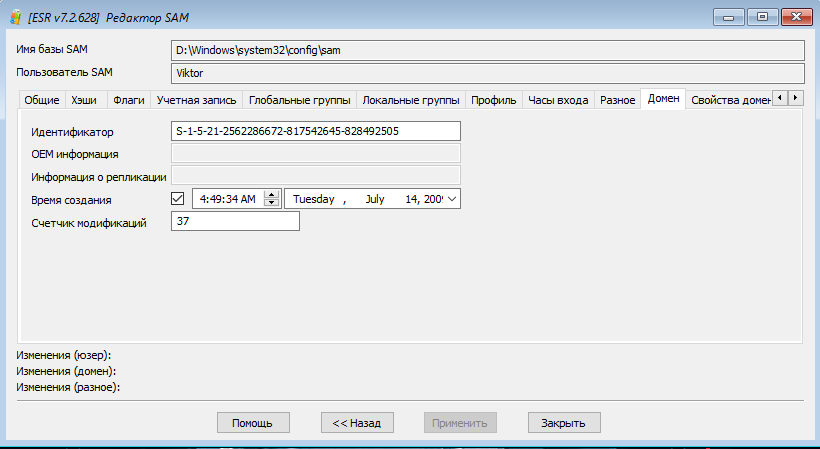 [ESR v7.2.628] Редактор SAM
Имя базы SAM D:\Windows\system32\config\sam
Пользователь SAM Viktor
Общие Хэши Флаги Учетная запись Глобальные группы Локальные группы Профиль Часы входа Разное Домен Свойства домен
Идентификатор S-1-5-21-2562286672-817542645-828492505
OEM информация
Информация о репликации
Время создания 4:49:34 AM Tuesday , July 14, 2009
Счетчик модификаций 37
Изменения (юзер):
Изменения (домен):
Изменения (разное):
Помощь << Назад Применить Закрыть